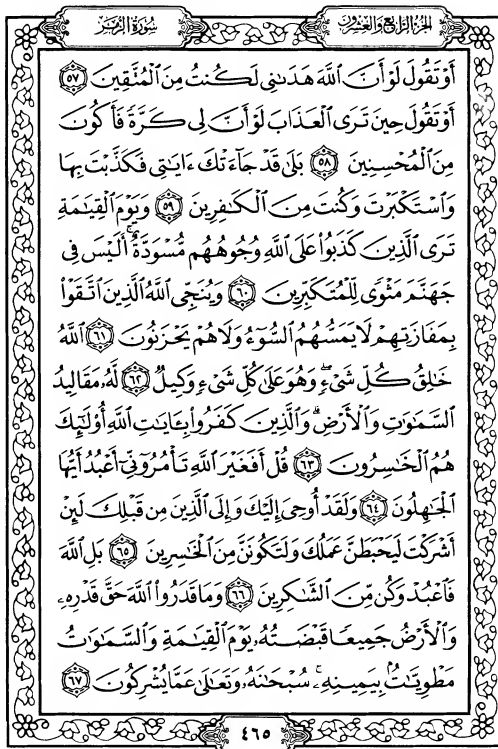 الجزء الرابع والعشرون
سورة الزمر
أَوْ تَقُولَ لَوْ أَنَّ ٱللَّهَ هَدَىٰنِى لَكُنتُ مِنَ ٱلْمُتَّقِينَ ٥٧
أَوْ تَقُولَ حِينَ تَرَى ٱلْعَذَابَ لَوْ أَنَّ لِى كَرَّةً فَأَكُونَ
مِنَ ٱلْمُحْسِنِينَ ٥٨ بَلَىٰ قَدْ جَآءَتْكَ ءَايَٰتِى فَكَذَّبْتَ بِهَا
وَٱسْتَكْبَرْتَ وَكُنتَ مِنَ ٱلْكَٰفِرِينَ ٥٩ وَيَوْمَ ٱلْقِيَٰمَةِ
تَرَى ٱلَّذِينَ كَذَبُوا۟ عَلَى ٱللَّهِ وُجُوهُهُم مُّسْوَدَّةٌ ۚ أَلَيْسَ فِى
جَهَنَّمَ مَثْوًى لِّلْمُتَكَبِّرِينَ ٦٠ وَيُنَجِّى ٱللَّهُ ٱلَّذِينَ ٱتَّقَوْا۟
بِمَفَازَتِهِمْ لَا يَمَسُّهُمُ ٱلسُّوٓءُ وَلَا هُمْ يَحْزَنُونَ ٦١ ٱللَّهُ
خَٰلِقُ كُلِّ شَىْءٍ ۖ وَهُوَ عَلَىٰ كُلِّ شَىْءٍ وَكِيلٌ ٦٢ لَّهُۥ مَقَالِيدُ
ٱلسَّمَٰوَٰتِ وَٱلْأَرْضِ ۗ وَٱلَّذِينَ كَفَرُوا۟ بِـَٔايَٰتِ ٱللَّهِ أُو۟لَٰٓئِكَ
هُمُ ٱلْخَٰسِرُونَ ٦٣ قُلْ أَفَغَيْرَ ٱللَّهِ تَأْمُرُوٓنِّىٓ أَعْبُدُ أَيُّهَا
ٱلْجَٰهِلُونَ ٦٤ وَلَقَدْ أُوحِىَ إِلَيْكَ وَإِلَى ٱلَّذِينَ مِن قَبْلِكَ لَئِنْ
أَشْرَكْتَ لَيَحْبَطَنَّ عَمَلُكَ وَلَتَكُونَنَّ مِنَ ٱلْخَٰسِرِينَ ٦٥ بَلِ ٱللَّهَ
فَٱعْبُدْ وَكُن مِّنَ ٱلشَّٰكِرِينَ ٦٦ وَمَا قَدَرُوا۟ ٱللَّهَ حَقَّ قَدْرِهِۦ
وَٱلْأَرْضُ جَمِيعًا قَبْضَتُهُۥ يَوْمَ ٱلْقِيَٰمَةِ وَٱلسَّمَٰوَٰتُ
مَطْوِيَّٰتٌۢ بِيَمِينِهِۦ ۚ سُبْحَٰنَهُۥ وَتَعَٰلَىٰ عَمَّا يُشْرِكُونَ ٦٧
٤٦٥